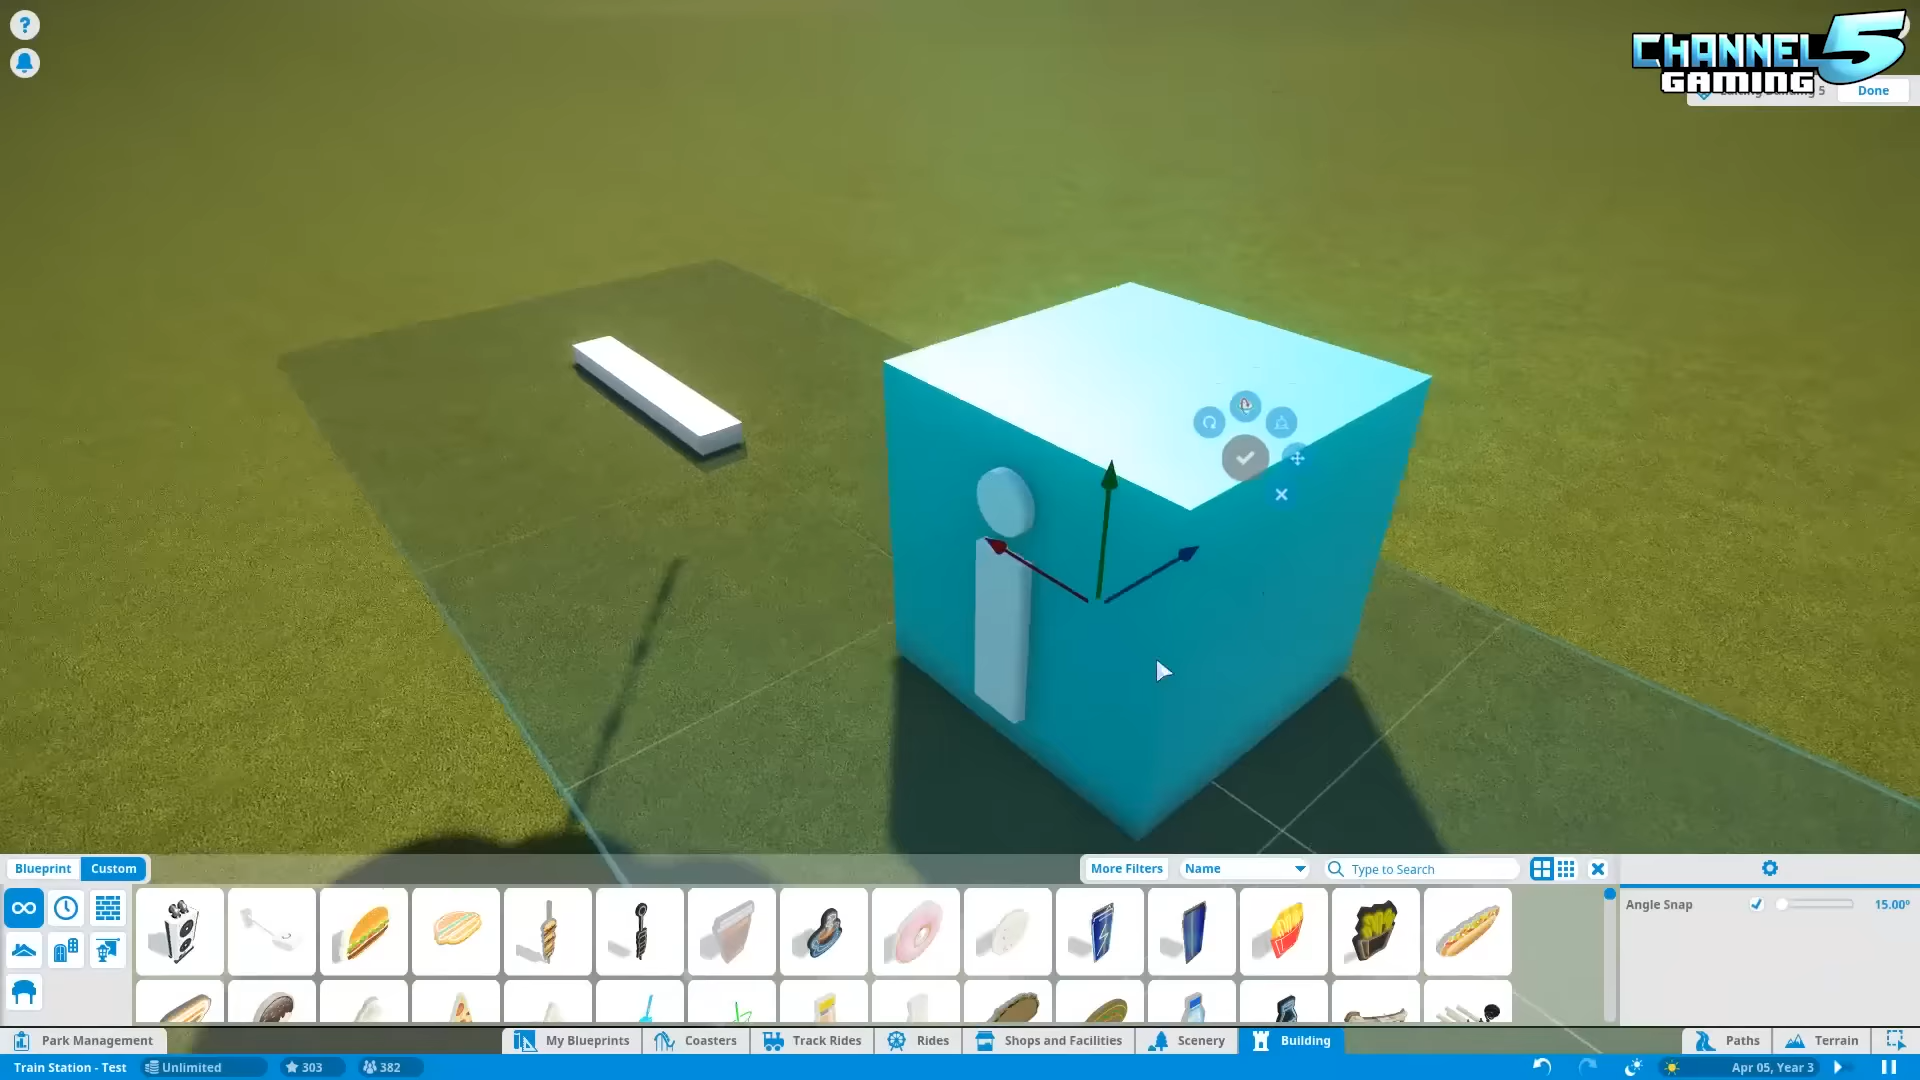 ?
CHANNEL 5
GAMING
5
Done
Blueprint
Custom
More Filters
Name
Type to Search
Angle Snap
15.00°
Park Management
My Blueprints
Coasters
Track Rides
Rides
Shops and Facilities
Scenery
Building
Paths
Terrain
Train Station - Test
Unlimited
303
382
Apr 05, Year 3